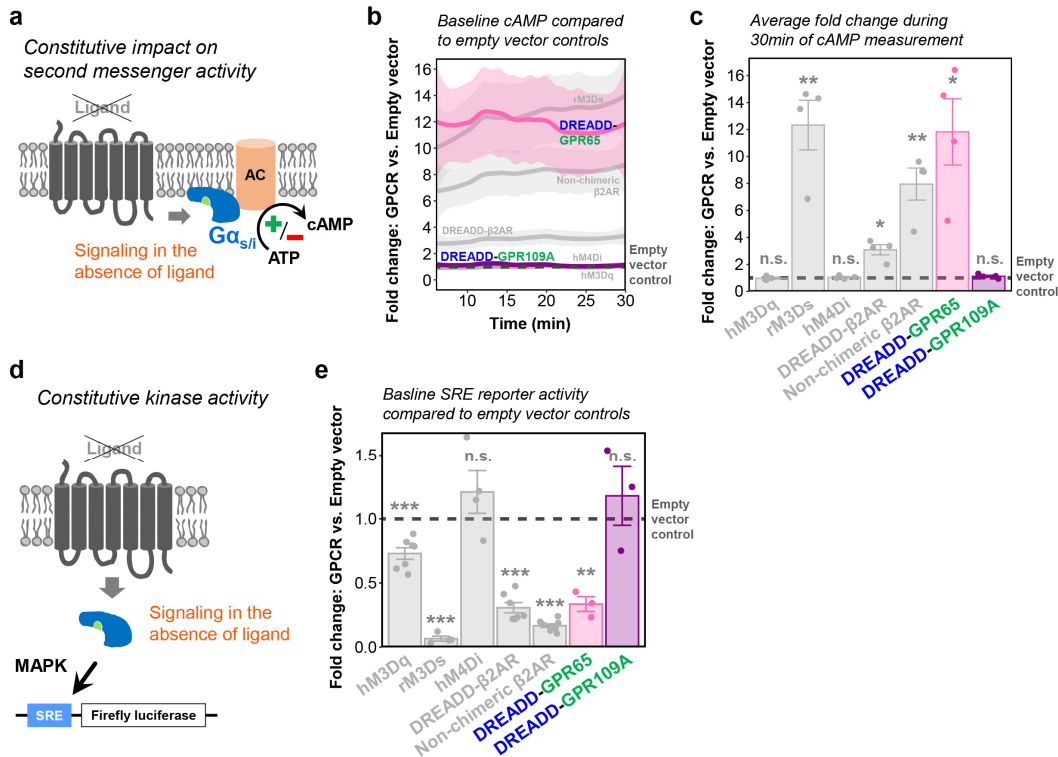 a
Constitutive impact on
second messenger activity
Ligand
AC
Gαs/i
+/−
cAMP
ATP
Signaling in the
absence of ligand
b
Baseline cAMP compared
to empty vector controls
Fold change: GPCR vs. Empty vector
16
14
12
10
8
6
4
2
0
rM3Ds
DREADD-
GPR65
Non-chimeric
β2AR
DREADD-β2AR
DREADD-GPR109A
hM4Di
hM3Dq
Empty
vector
control
10 15 20 25 30
Time (min)
c
Average fold change during
30min of cAMP measurement
Fold change: GPCR vs. Empty vector
16
14
12
10
8
6
4
2
1
0
n.s.
**
n.s.
*
**
*
n.s.
Empty
vector
control
hM3Dq
rM3Ds
hM4Di
DREADD-β2AR
Non-chimeric β2AR
DREADD-GPR65
DREADD-GPR109A
d
Constitutive kinase activity
Ligand
Signaling in the
absence of ligand
MAPK
SRE
Firefly luciferase
e
Basline SRE reporter activity
compared to empty vector controls
Fold change: GPCR vs. Empty vector
1.5
1.0
0.5
0.0
***
***
n.s.
***
***
**
n.s.
Empty
vector
control
hM3Dq
rM3Ds
hM4Di
DREADD-β2AR
Non-chimeric β2AR
DREADD-GPR65
DREADD-GPR109A